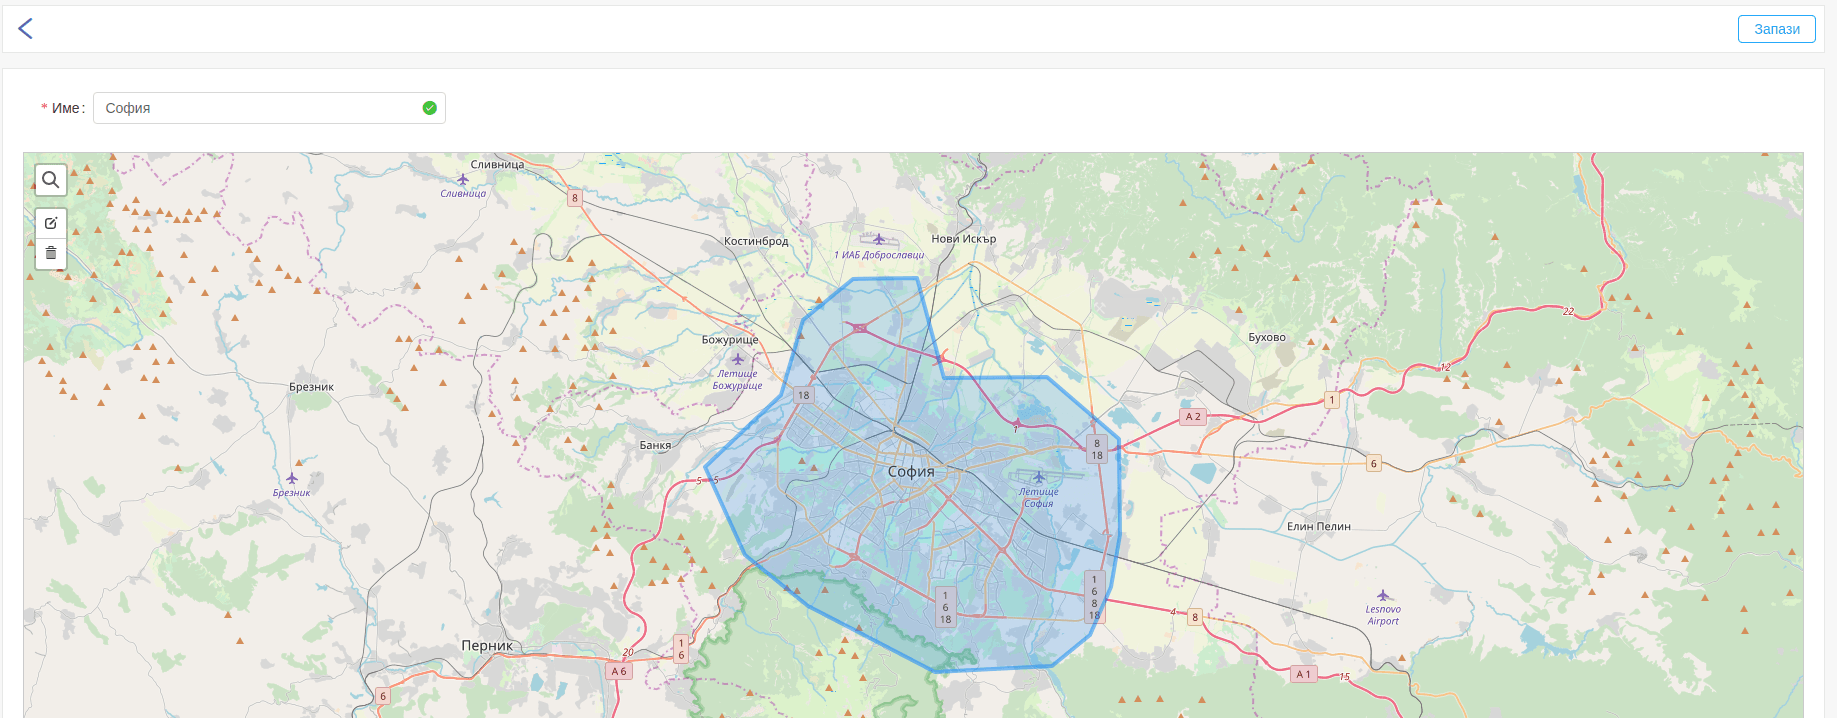 Запази
* Име :
София
Сливница
Сливница
8
Костинброд
1 ИАБ Доброславци
Нови Искър
22
Божурище
Летище
Божурище
Бухово
12
Брезник
18
1
A 2
1
Банкя
8
18
6
София
5
5
Летище
София
Брезник
Елин Пелин
1
6
8
18
1
6
18
4
8
Lesnovo
Airport
Перник
20
1
6
A 6
A 1
15
6